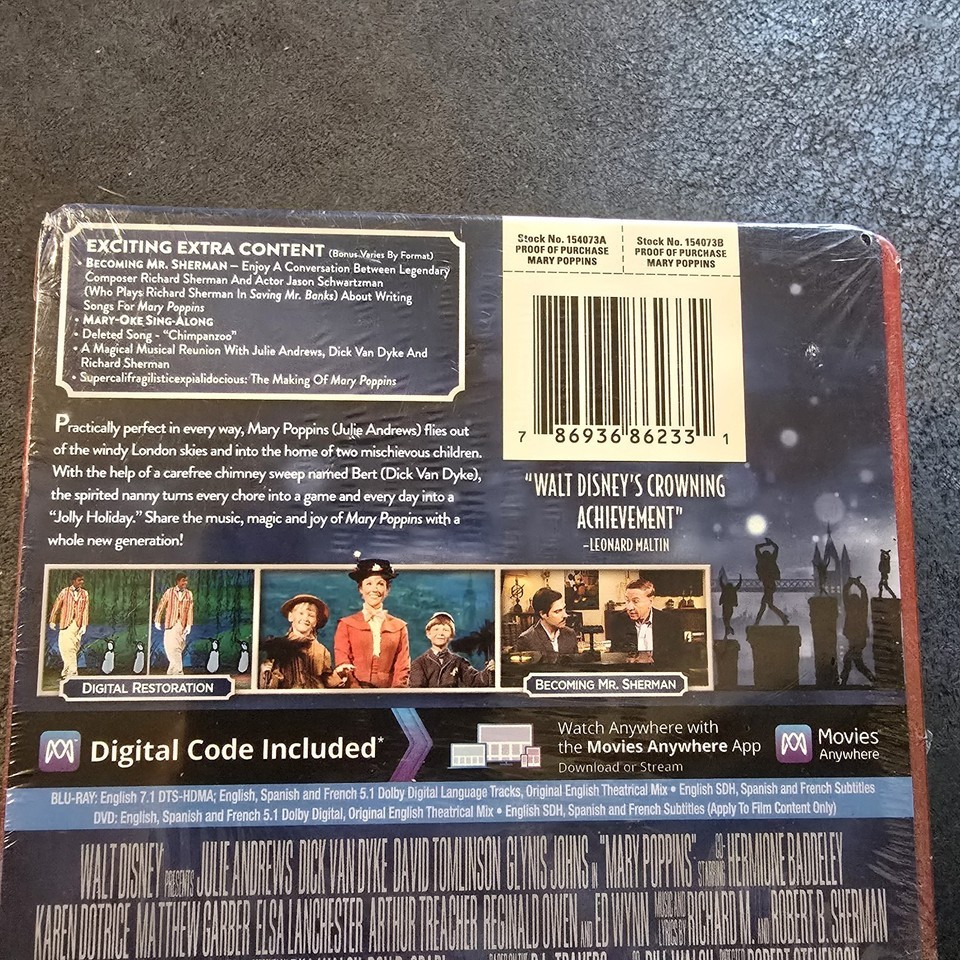 EXCITING EXTRA CONTENT (Bonus Varies By Format)
• BECOMING MR. SHERMAN – Enjoy A Conversation Between Legendary
Composer Richard Sherman And Actor Jason Schwartzman
(Who Plays Richard Sherman In Saving Mr. Banks) About Writing
Songs For Mary Poppins
• MARY-OKE SING-ALONG
• Deleted Song - "Chimpanzoo"
• A Magical Musical Reunion With Julie Andrews, Dick Van Dyke And
Richard Sherman
• Supercalifragilisticexpialidocious: The Making Of Mary Poppins
Stock No. 154073A
PROOF OF PURCHASE
MARY POPPINS
Stock No. 154073B
PROOF OF PURCHASE
MARY POPPINS
7 86936 86233 1
Practically perfect in every way, Mary Poppins (Julie Andrews) flies out
of the windy London skies and into the home of two mischievous children.
With the help of a carefree chimney sweep named Bert (Dick Van Dyke),
the spirited nanny turns every chore into a game and every day into a
"Jolly Holiday." Share the music, magic and joy of Mary Poppins with a
whole new generation!
"WALT DISNEY'S CROWNING
ACHIEVEMENT"
–LEONARD MALTIN
DIGITAL RESTORATION
BECOMING MR. SHERMAN
Digital Code Included*
Watch Anywhere with
the Movies Anywhere App
Download or Stream
Movies
Anywhere
BLU-RAY: English 7.1 DTS-HDMA; English, Spanish and French 5.1 Dolby Digital Language Tracks, Original English Theatrical Mix • English SDH, Spanish and French Subtitles
DVD: English, Spanish and French 5.1 Dolby Digital, Original English Theatrical Mix • English SDH, Spanish and French Subtitles (Apply To Film Content Only)
WALT DISNEY PRESENTS JULIE ANDREWS DICK VAN DYKE DAVID TOMLINSON GLYNIS JOHNS IN "MARY POPPINS" CO STARRING HERMIONE BADDELEY
KAREN DOTRICE MATTHEW GARBER ELSA LANCHESTER ARTHUR TREACHER REGINALD OWEN AND ED WYNN MUSIC AND LYRICS BY RICHARD M. AND ROBERT B. SHERMAN
BASED ON THE P.L. TRAVERS CO BILL WALSH DIRECTED ROBERT STEVENSON